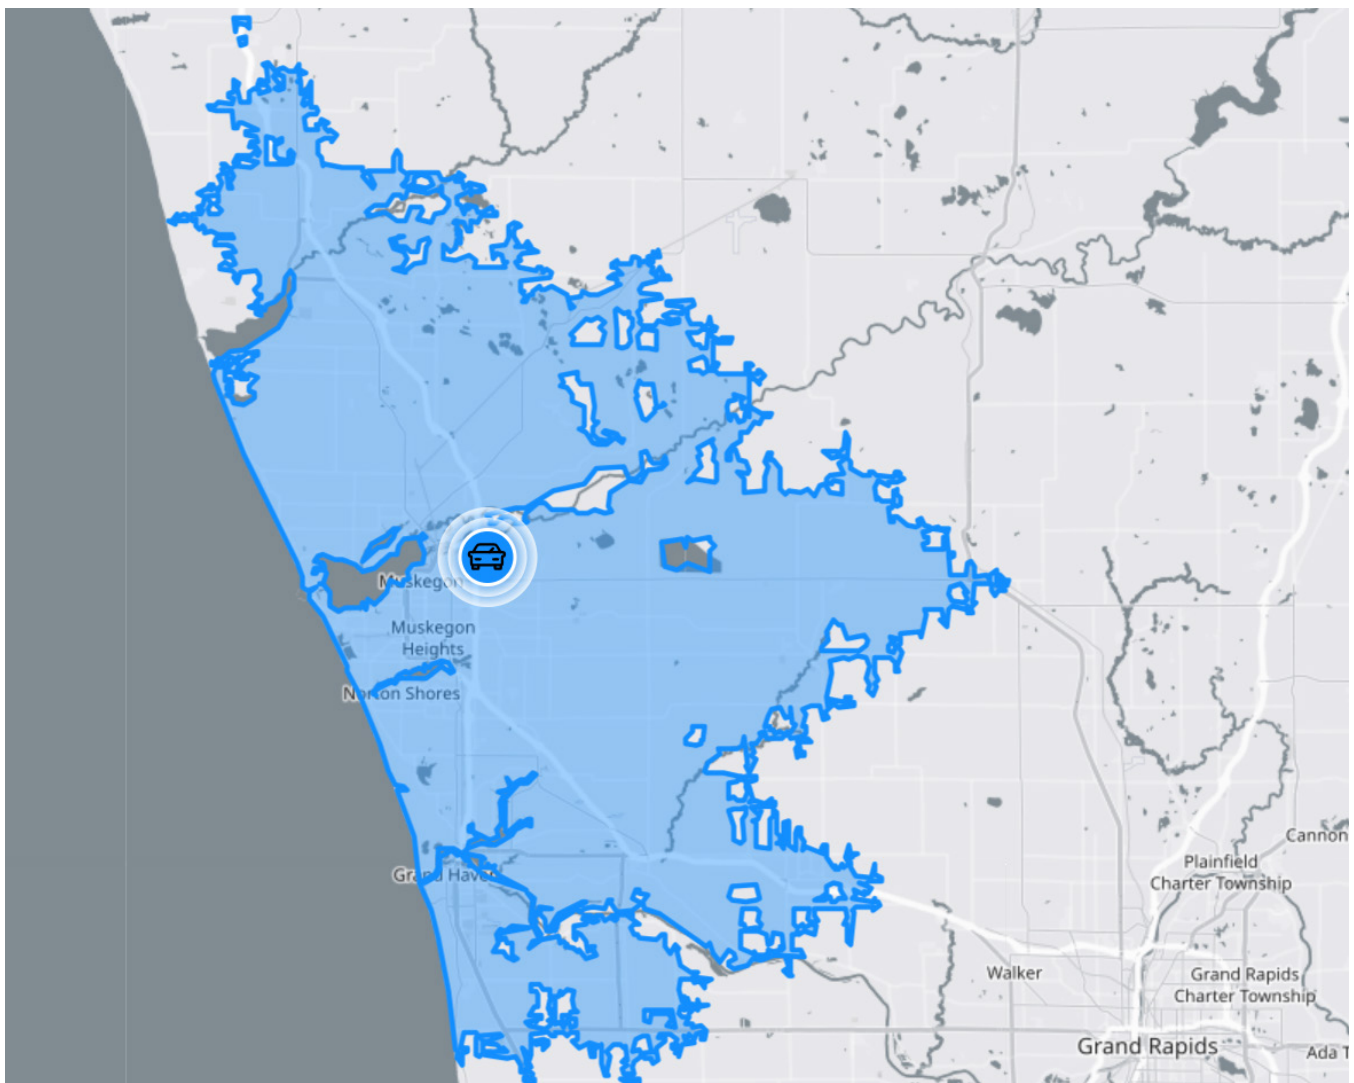 Muskegon
Muskegon
Heights
Norton Shores
Grand Haven
Cannon
Plainfield
Charter Township
Walker
Grand Rapids
Charter Township
Grand Rapids
Ada T